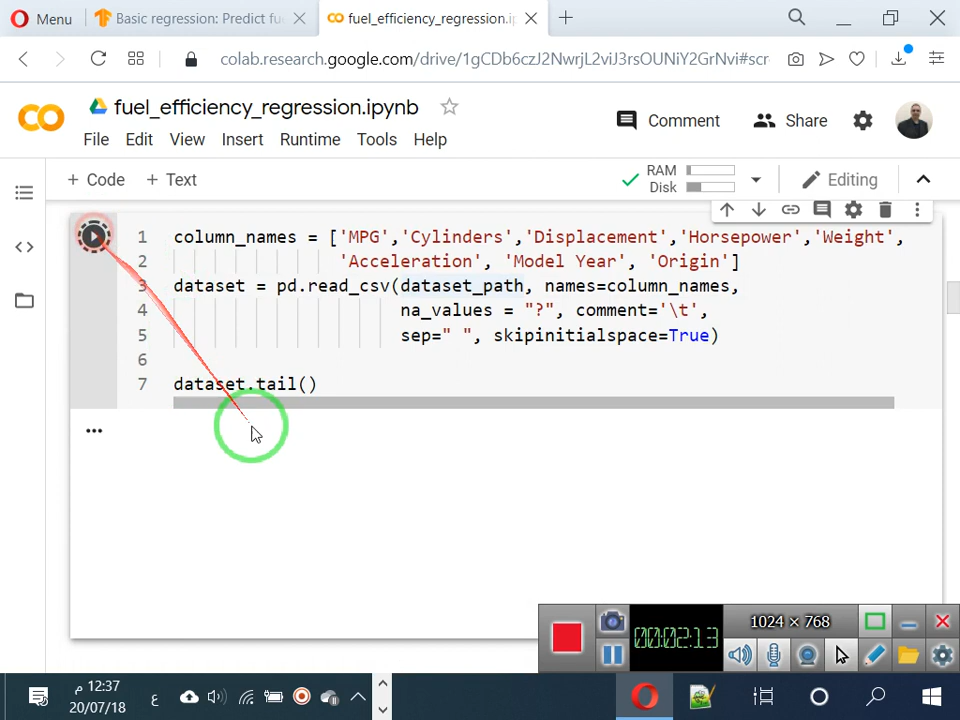 Menu
Basic regression: Predict fu
fuel_efficiency_regression.ip
colab.research.google.com/drive/1gCDb6czJ2NwrjL2viJ3rsOUNiY2GrNvi#scr
fuel_efficiency_regression.ipynb
File Edit View Insert Runtime Tools Help
Comment Share
+ Code + Text
RAM
Disk
Editing
1 column_names = ['MPG','Cylinders','Displacement','Horsepower','Weight',
2 'Acceleration', 'Model Year', 'Origin']
3 dataset = pd.read_csv(dataset_path, names=column_names,
4 na_values = "?", comment='\t',
5 sep=" ", skipinitialspace=True)
6
7 dataset.tail()
1024 × 768
00:02:13
12:37 م
20/07/18
ع